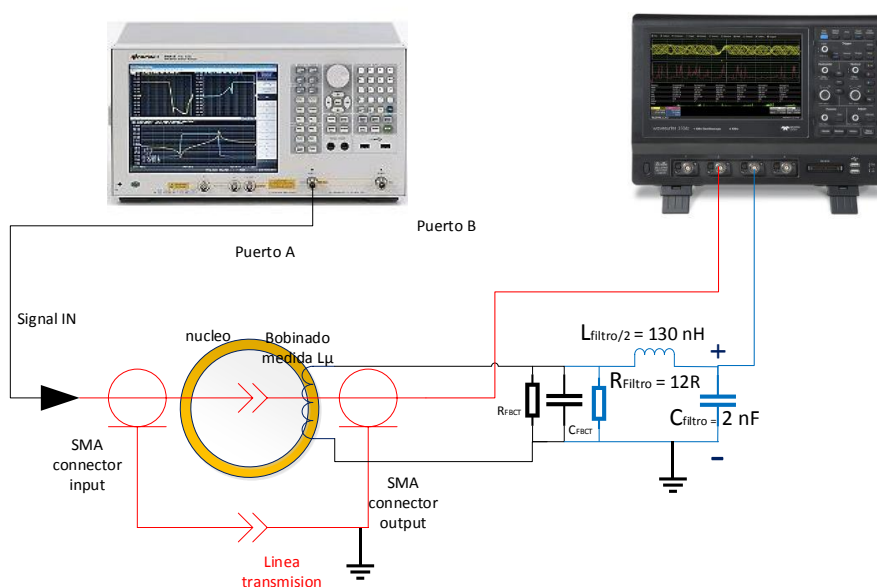 Puerto A
Puerto B
Signal IN
nucleo
Bobinado
medida Lμ
SMA
connector
input
SMA
connector
output
Linea
transmision
RFBCT
CFBCT
Lfiltro/2 = 130 nH
RFiltro = 12R
Cfiltro = 2 nF
+
-